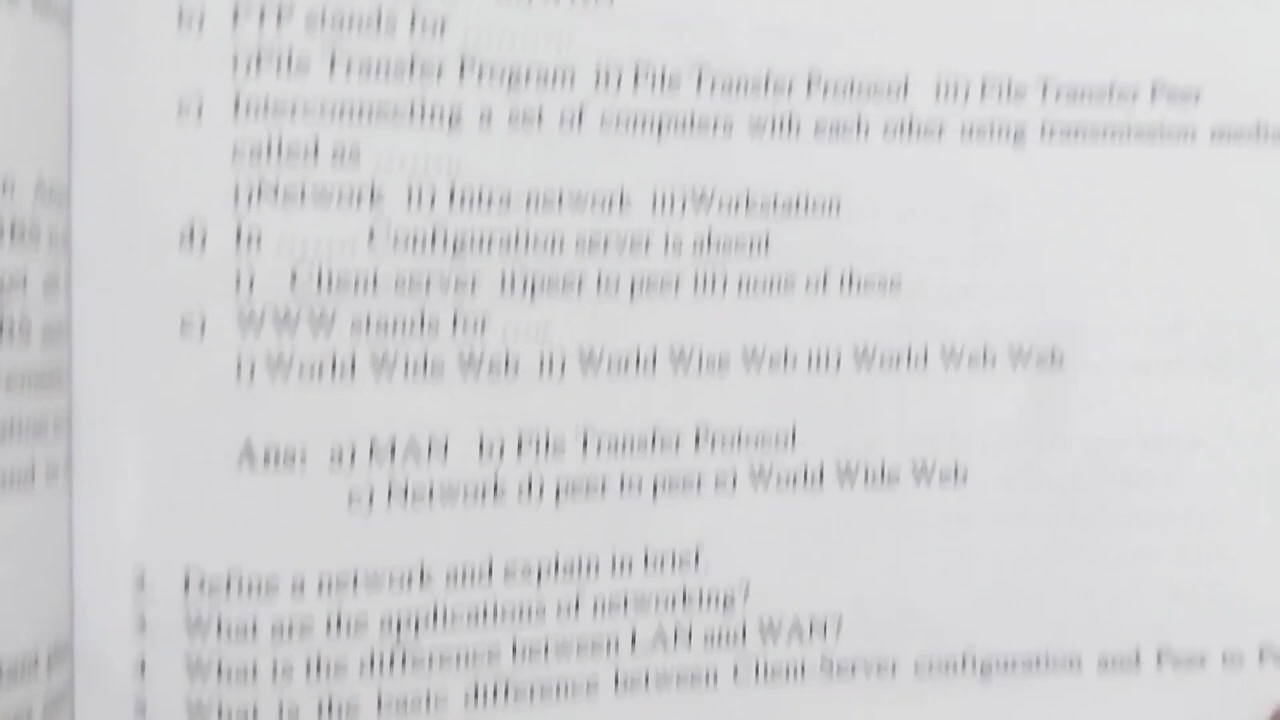 b) FTP stands for
i)File Transfer Program ii) File Transfer Protocol iii) File Transfer Peer
c) Interconnecting a set of computers with each other using transmission media
called as
i)Network ii) Intra network iii)Workstation
d) In Configuration server is absent
i) Client-server ii)peer to peer iii) none of these
e) WWW stands for
i) World Wide Web ii) World Wise Web iii) World Web Web
Ans: a) MAN b) File Transfer Protocol
c) Network d) peer to peer e) World Wide Web
2. Define a network and explain in brief.
3. What are the applications of networking?
4. What is the difference between LAN and WAN?
5. What is the basic difference between Client-Server configuration and Peer to